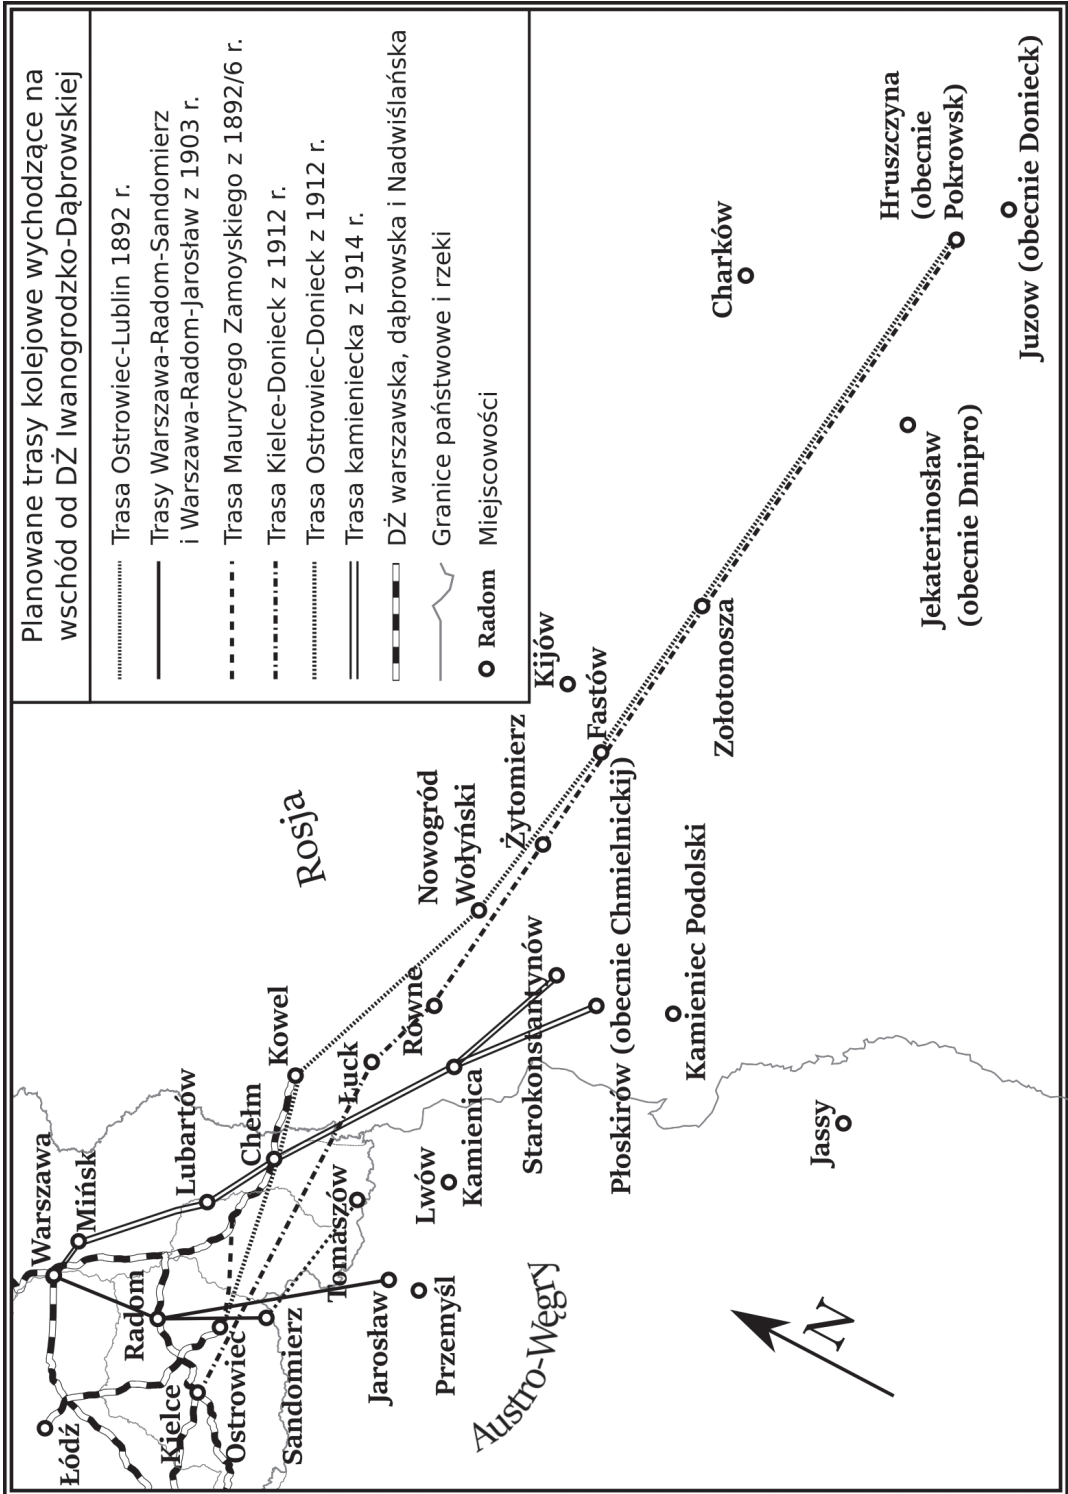 Planowane trasy kolejowe wychodzące na
wschód od DŻ Iwanogrodzko-Dąbrowskiej
Trasa Ostrowiec-Lublin 1892 r.
Trasy Warszawa-Radom-Sandomierz
i Warszawa-Radom-Jarosław z 1903 r.
Trasa Maurycego Zamoyskiego z 1892/6 r.
Trasa Kielce-Donieck z 1912 r.
Trasa Ostrowiec-Donieck z 1912 r.
Trasa kamieniecka z 1914 r.
DŻ warszawska, dąbrowska i Nadwiślańska
Granice państwowe i rzeki
Radom
Miejscowości
Łódź
Warszawa
Mińsk
Lubartów
Radom
Kielce
Ostrowiec
Sandomierz
Chełm
Kowel
Tomaszów
Łuck
Równe
Jarosław
Przemyśl
Lwów
Kamienica
Starokonstantynów
Płoskirów (obecnie Chmielnickij)
Kamieniec Podolski
Jassy
Nowogród
Wołyński
Żytomierz
Fastów
Kijów
Zołotonosza
Charków
Jekaterinosław
(obecnie Dnipro)
Hruszczyna
(obecnie
Pokrowsk)
Juzow (obecnie Donieck)
Rosja
Austro-Węgry
N